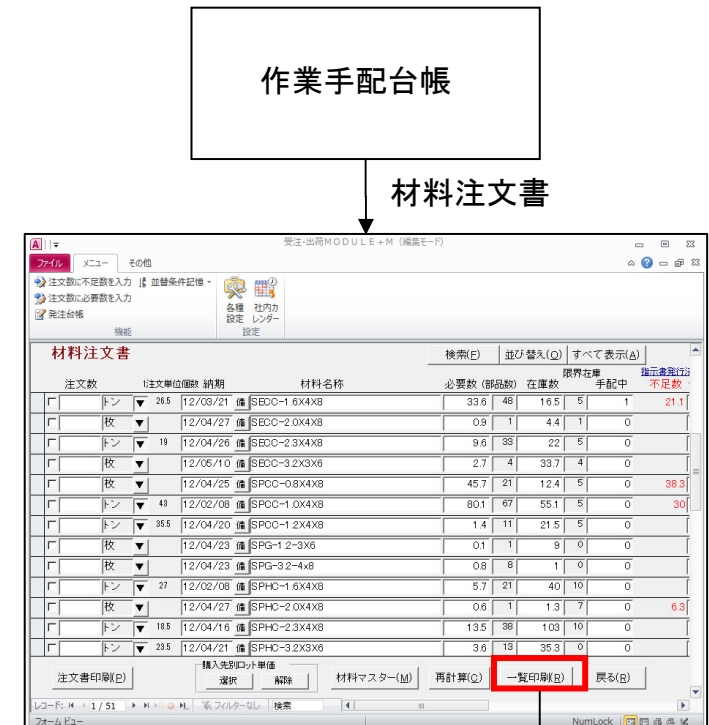 作業手配台帳
材料注文書
受注・出荷MODULE+M (編集モード)
ファイル メニュー その他
注文数に不足数を入力 並替条件記憶
注文数に必要数を入力
発注台帳
各種設定 社内カレンダー
機能 設定
材料注文書 検索(F) 並び替え(O) すべて表示(A)
限界在庫 指示書発行済
注文数 1注文単位個数 納期 材料名称 必要数 (部品数) 在庫数 手配中 不足数
トン ▼ 26.5 12/03/21 備 SECC-1.6X4X8 33.6 48 16.5 5 1 21.1
枚 ▼ 12/04/27 備 SECC-2.0X4X8 0.9 1 4.4 1 0
トン ▼ 19 12/04/26 備 SECC-2.3X4X8 9.6 33 22 5 0
枚 ▼ 12/05/10 備 SECC-3.2X3X6 2.7 4 33.7 4 0
枚 ▼ 12/04/25 備 SPCC-0.8X4X8 45.7 21 12.4 5 0 38.3
トン ▼ 43 12/02/08 備 SPCC-1.0X4X8 80.1 67 55.1 5 0 30
トン ▼ 35.5 12/04/20 備 SPCC-1.2X4X8 1.4 11 21.5 5 0
枚 ▼ 12/04/23 備 SPG-1.2-3X6 0.1 1 9 0 0
枚 ▼ 12/04/23 備 SPG-3.2-4x8 0.8 8 1 0 0
トン ▼ 27 12/02/08 備 SPHC-1.6X4X8 5.7 21 40 10 0
枚 ▼ 12/04/27 備 SPHC-2.0X4X8 0.6 1 1.3 7 0 6.3
トン ▼ 18.5 12/04/16 備 SPHC-2.3X4X8 13.5 38 103 10 0
トン ▼ 23.5 12/04/21 備 SPHC-3.2X3X6 3.6 13 35.3 0 0
購入先別ロット単価
注文書印刷(P) 選択 解除 材料マスター(M) 再計算(C) 一覧印刷(R) 戻る(R)
レコード: 1 / 51 フィルターなし 検索
フォーム ビュー NumLock